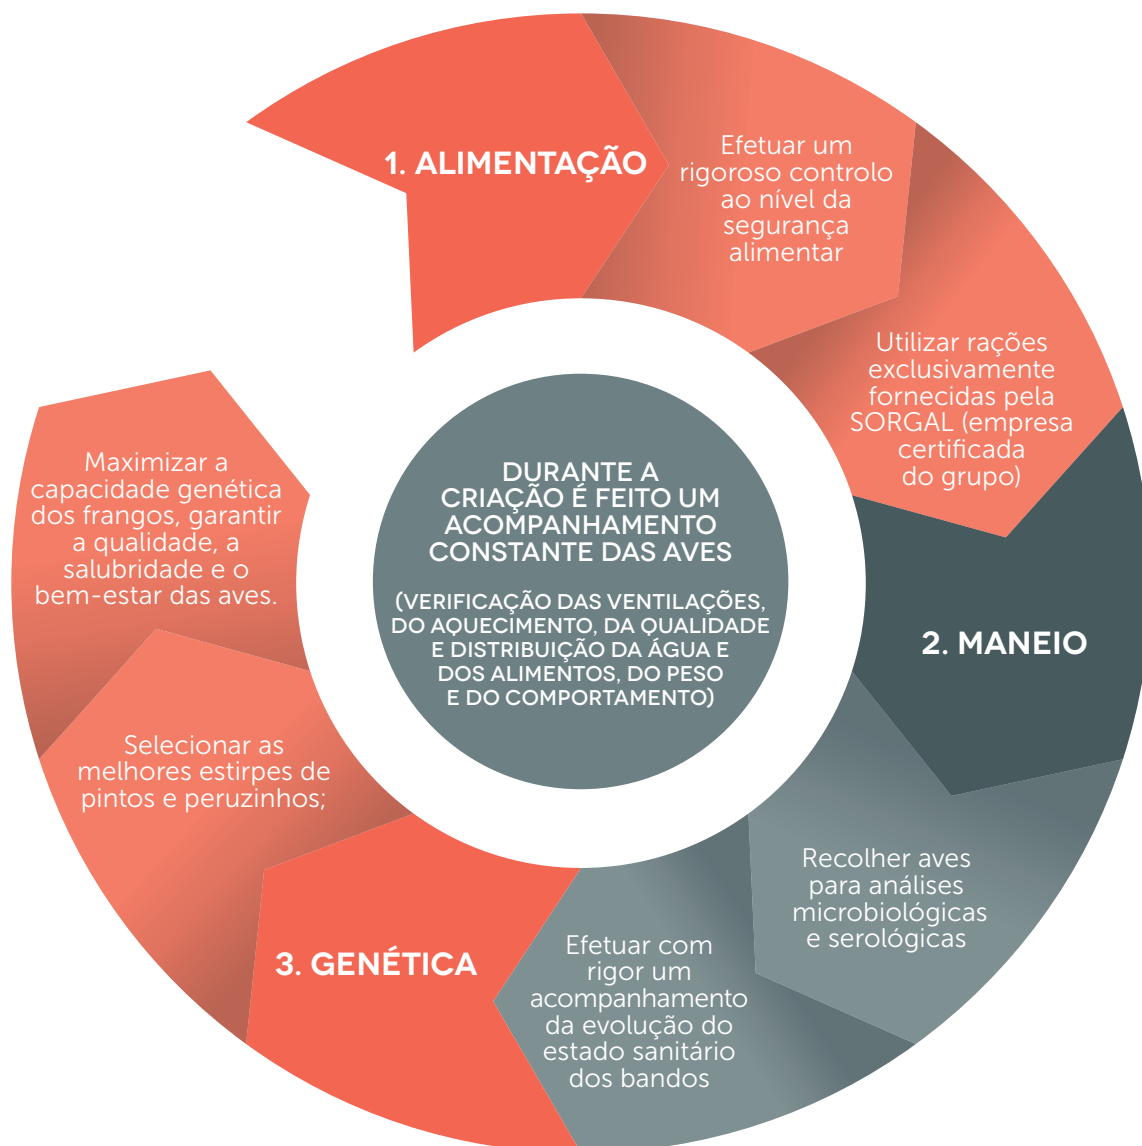 1. ALIMENTAÇÃO
Efetuar um
rigoroso controlo
ao nível da
segurança
alimentar
Utilizar rações
exclusivamente
fornecidas pela
SORGAL (empresa
certificada
do grupo)
2. MANEIO
Recolher aves
para análises
microbiológicas
e serológicas
Efetuar com
rigor um
acompanhamento
da evolução do
estado sanitário
dos bandos
3. GENÉTICA
Selecionar as
melhores estirpes de
pintos e peruzinhos;
Maximizar a
capacidade genética
dos frangos, garantir
a qualidade, a
salubridade e o
bem-estar das aves.
DURANTE A
CRIAÇÃO É FEITO UM
ACOMPANHAMENTO
CONSTANTE DAS AVES
(VERIFICAÇÃO DAS VENTILAÇÕES,
DO AQUECIMENTO, DA QUALIDADE
E DISTRIBUIÇÃO DA ÁGUA E
DOS ALIMENTOS, DO PESO
E DO COMPORTAMENTO)